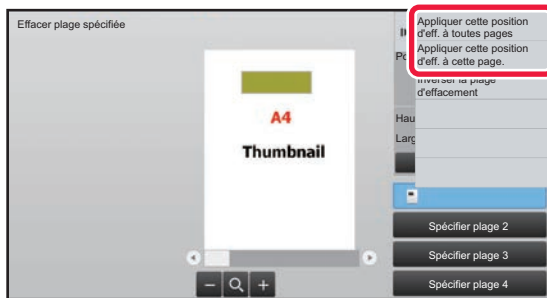 Effacer plage spécifiée
Appliquer cette position
d'eff. à toutes pages
Appliquer cette position
d'eff. à cette page.
Inverser la plage
d'effacement
Hau
Larg
A4
Thumbnail
Spécifier plage 2
Spécifier plage 3
Spécifier plage 4